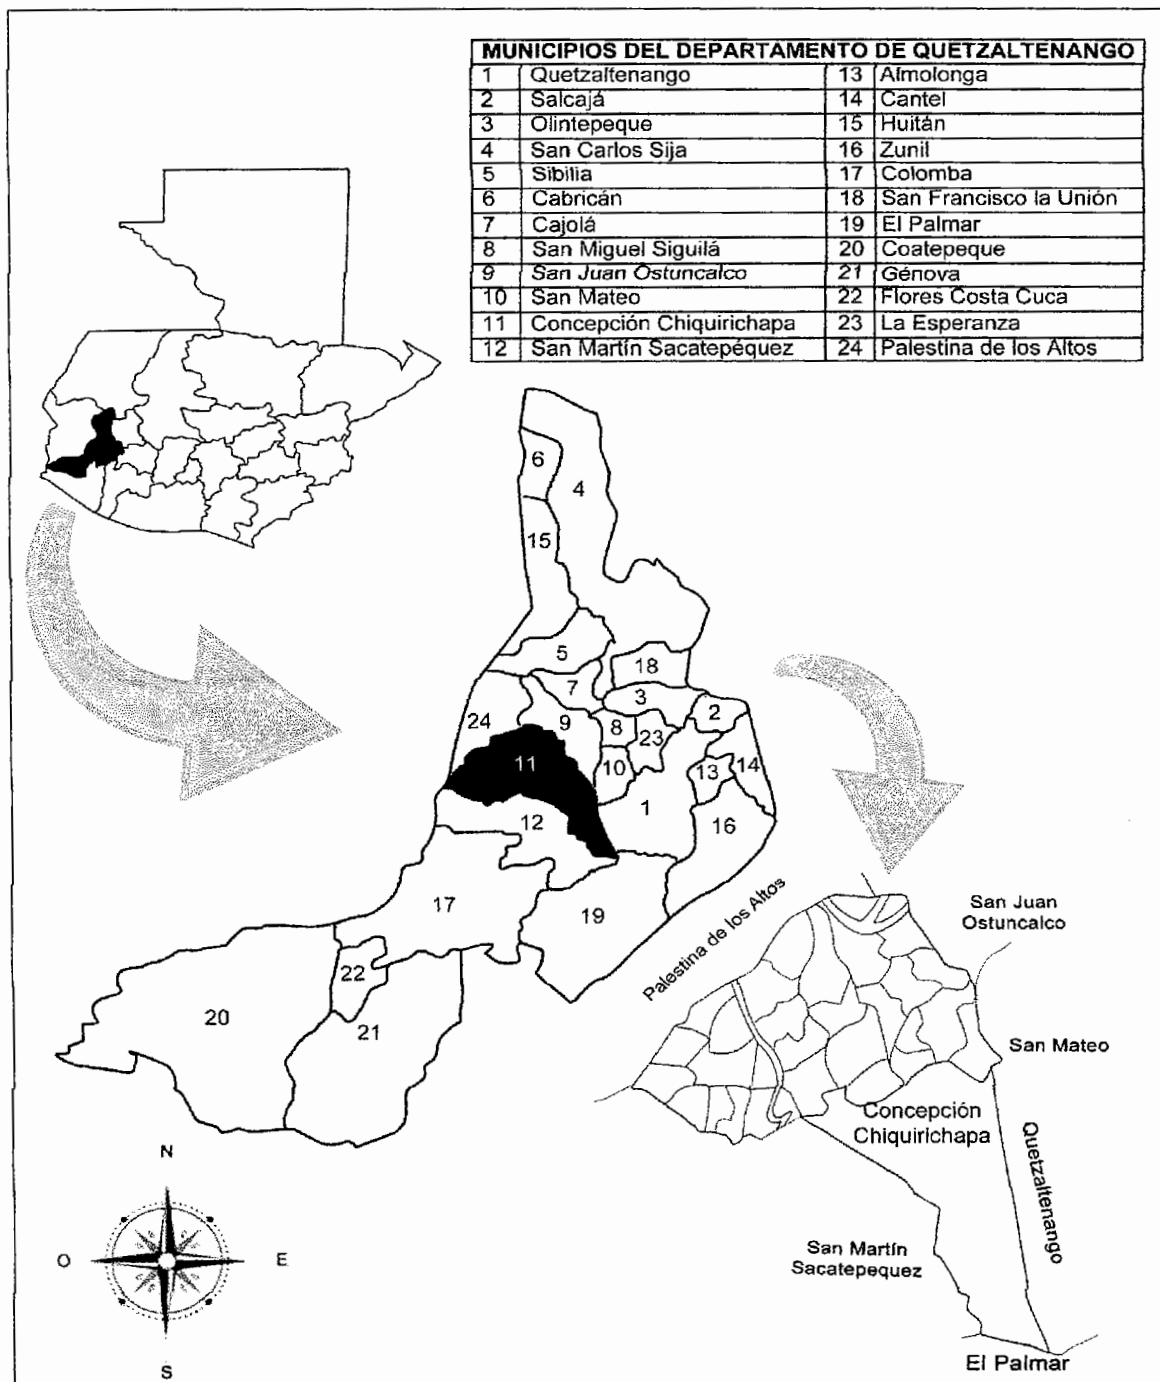 MUNICIPIOS DEL DEPARTAMENTO DE QUETZALTENANGO
1 Quetzaltenango 13 Almolonga
2 Salcajá 14 Cantel
3 Olintepeque 15 Huitán
4 San Carlos Sija 16 Zunil
5 Sibilia 17 Colomba
6 Cabricán 18 San Francisco la Unión
7 Cajolá 19 El Palmar
8 San Miguel Siguilá 20 Coatepeque
9 San Juan Ostuncalco 21 Génova
10 San Mateo 22 Flores Costa Cuca
11 Concepción Chiquirichapa 23 La Esperanza
12 San Martín Sacatepéquez 24 Palestina de los Altos
6
4
15
5
18
7
3
2
24
9
8
23
11
10
13
14
12
1
16
17
19
22
20
21
Palestina de los Altos
San Juan
Ostuncalco
San Mateo
Concepción
Chiquirichapa
Quetzaltenango
San Martín
Sacatepequez
El Palmar
N
O
E
S